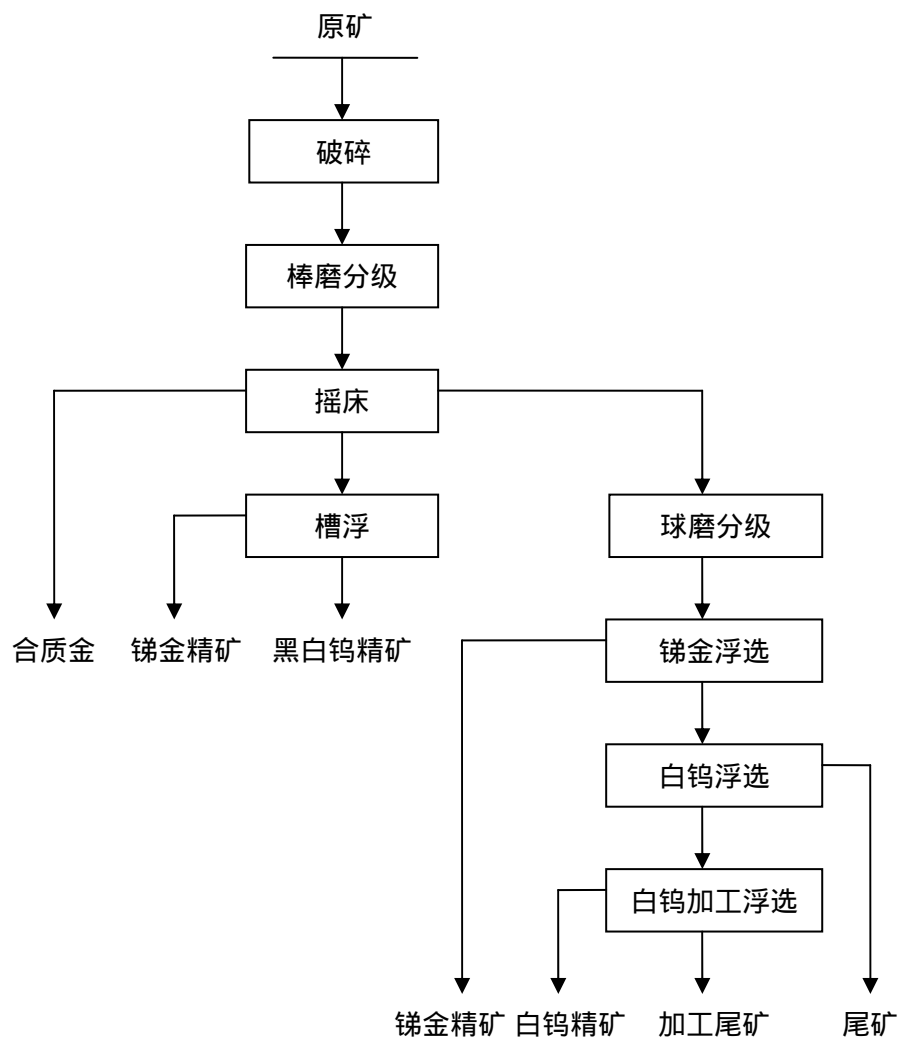 原矿
破碎
棒磨分级
摇床
槽浮
球磨分级
合质金
锑金精矿
黑白钨精矿
锑金浮选
白钨浮选
白钨加工浮选
锑金精矿
白钨精矿
加工尾矿
尾矿